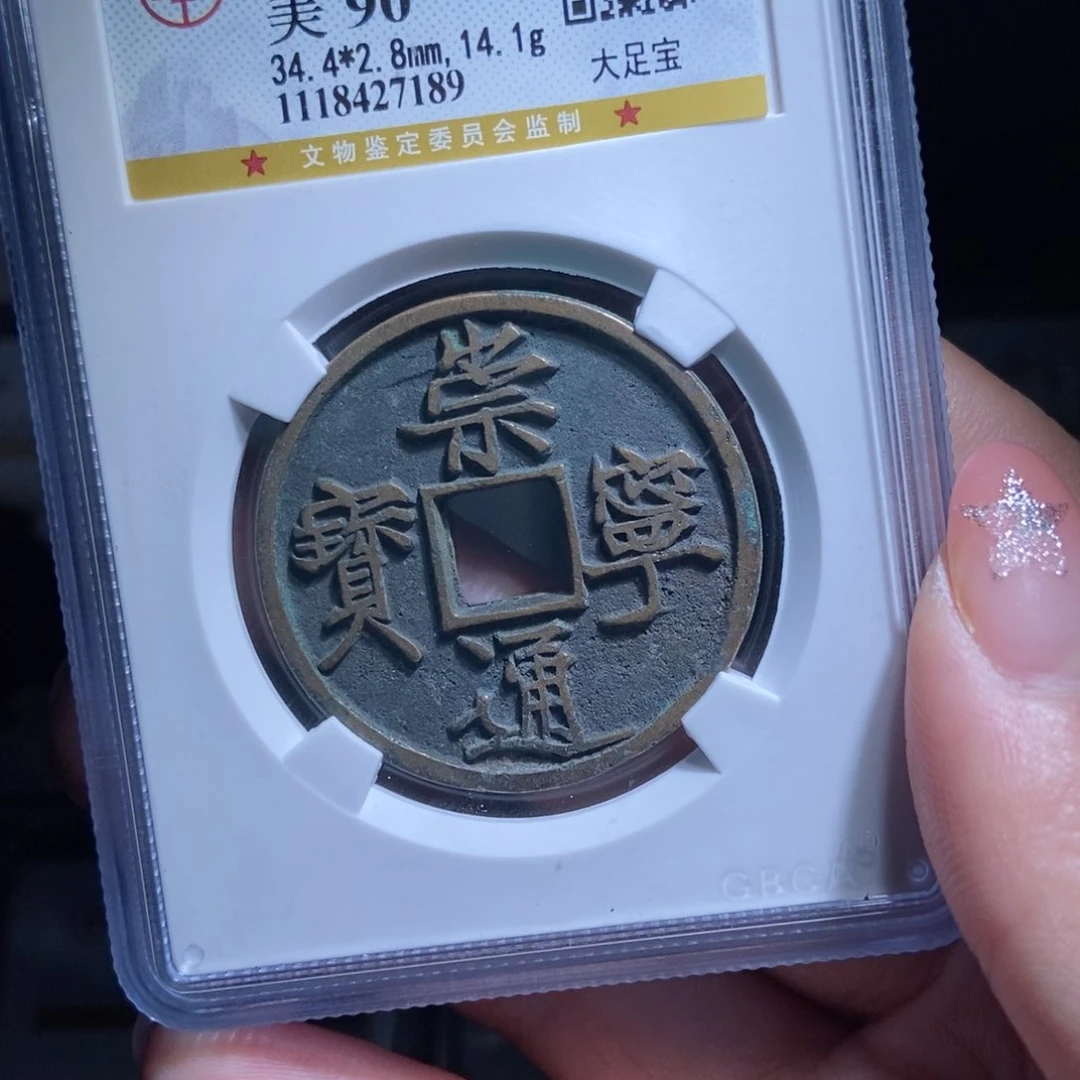 美 90
34.4*2.8mm, 14.1g
大足宝
1118427189
★ 文物鉴定委员会监制 ★
崇
寧
通
寶
GBGA